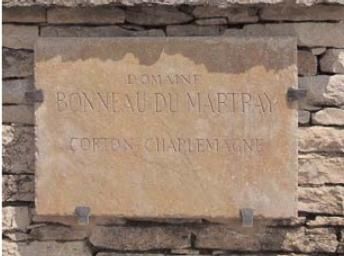 DOMAINE
BONNEAU DU MARTRAY
CORTON-CHARLEMAGNE